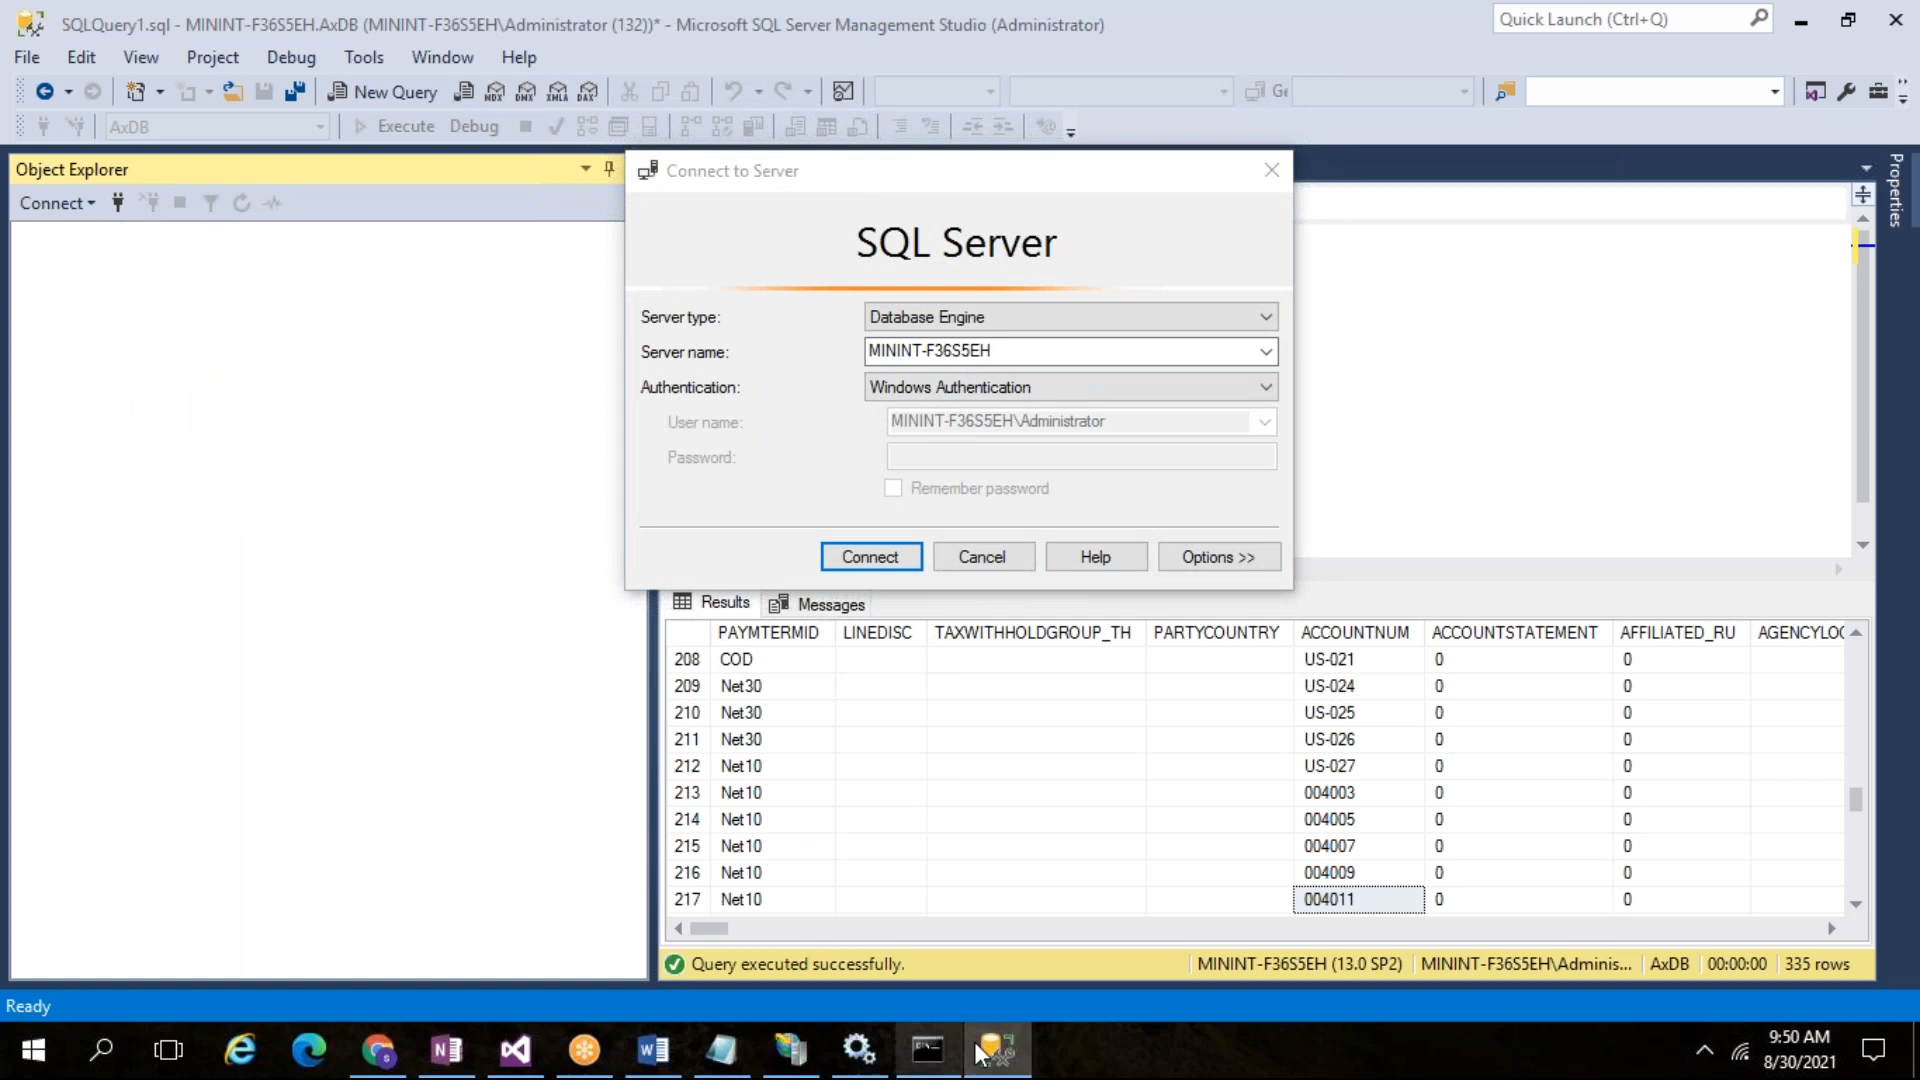 SQLQuery1.sql - MININT-F36S5EH.AxDB (MININT-F36S5EH\Administrator (132))* - Microsoft SQL Server Management Studio (Administrator)
Quick Launch (Ctrl+Q)
File Edit View Project Debug Tools Window Help
New Query MDX DMX XMLA DAX Ge
AxDB Execute Debug
Object Explorer
Connect
Properties
Connect to Server
SQL Server
Server type: Database Engine
Server name: MININT-F36S5EH
Authentication: Windows Authentication
User name: MININT-F36S5EH\Administrator
Password:
Remember password
Connect Cancel Help Options >>
Results Messages
PAYMTERMID LINEDISC TAXWITHHOLDGROUP_TH PARTYCOUNTRY ACCOUNTNUM ACCOUNTSTATEMENT AFFILIATED_RU AGENCYLOC
208 COD US-021 0 0
209 Net30 US-024 0 0
210 Net30 US-025 0 0
211 Net30 US-026 0 0
212 Net10 US-027 0 0
213 Net10 004003 0 0
214 Net10 004005 0 0
215 Net10 004007 0 0
216 Net10 004009 0 0
217 Net10 004011 0 0
Query executed successfully. MININT-F36S5EH (13.0 SP2) MININT-F36S5EH\Adminis... AxDB 00:00:00 335 rows
Ready
9:50 AM
8/30/2021